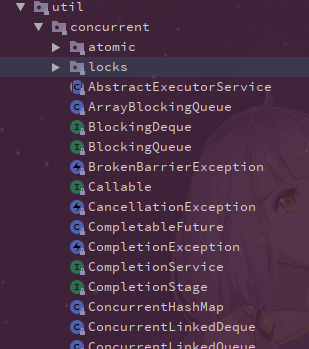 util
concurrent
atomic
locks
AbstractExecutorService
ArrayBlockingQueue
BlockingDeque
BlockingQueue
BrokenBarrierException
Callable
CancellationException
CompletableFuture
CompletionException
CompletionService
CompletionStage
ConcurrentHashMap
ConcurrentLinkedDeque
ConcurrentLinkedQueue